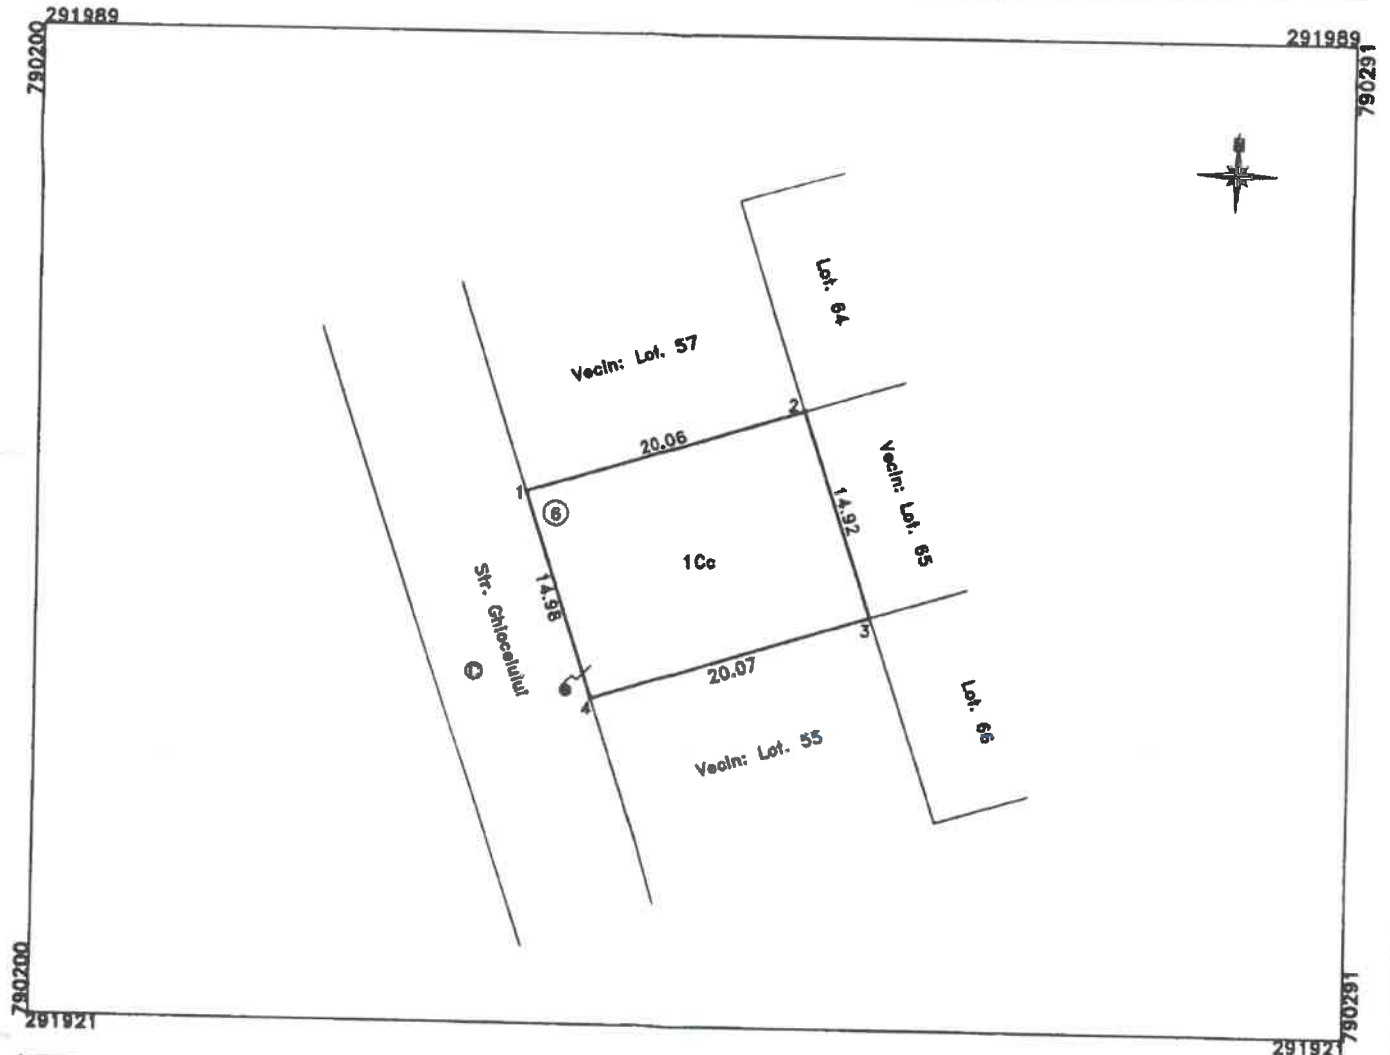 291989
291989
790200
790291
Lot. 64
Vecin: Lot. 57
2
20.06
Vecin: Lot. 65
1
6
14.92
1Cc
14.98
Str. Ghiocelului
C
3
20.07
4
Lot. 66
Vecin: Lot. 55
790200
790291
291921
291921